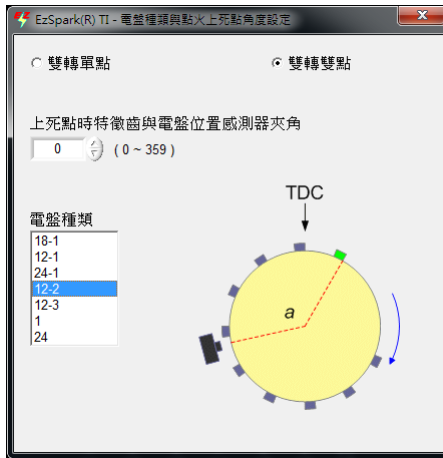 EzSpark(R) TI - 電盤種類與點火上死點角度設定
雙轉單點 雙轉雙點
上死點時特徵齒與電盤位置感測器夾角
0 ( 0 ~ 359 )
TDC
電盤種類
18-1
12-1
24-1
12-2
12-3
1
24
a